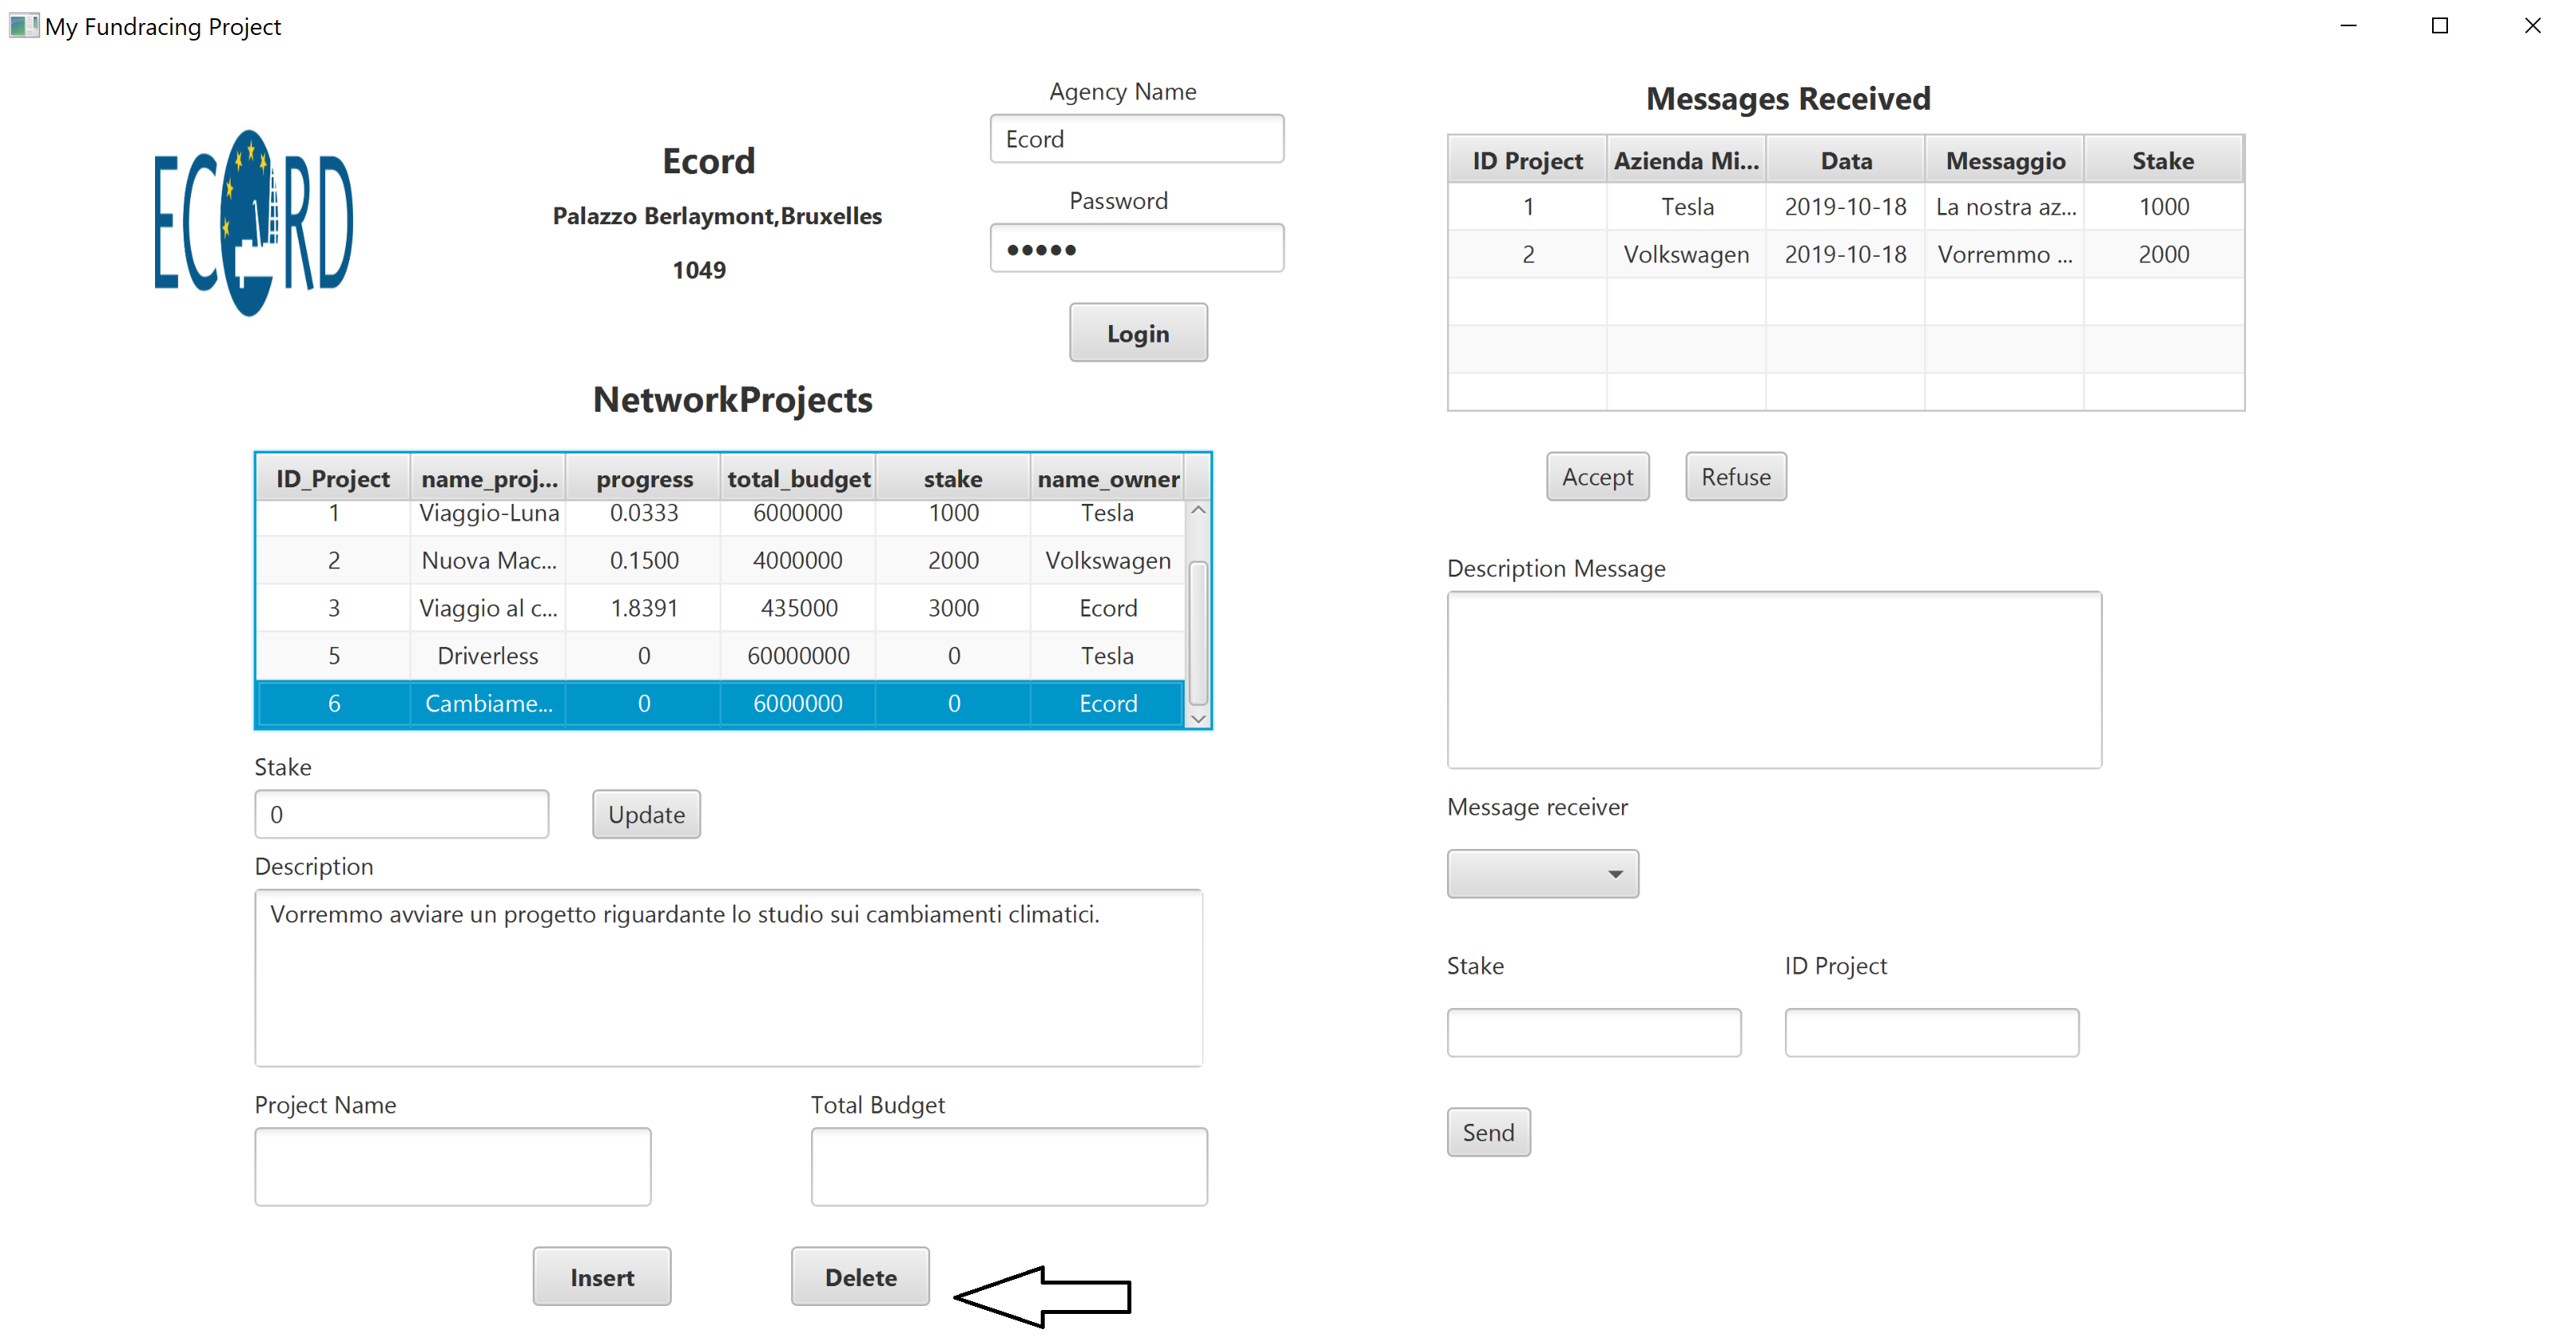 My Fundracing Project
ECORD
Ecord
Palazzo Berlaymont,Bruxelles
1049
Agency Name
Ecord
Password
Login
NetworkProjects
ID_Project name_proj... progress total_budget stake name_owner
1 Viaggio-Luna 0.0333 6000000 1000 Tesla
2 Nuova Mac... 0.1500 4000000 2000 Volkswagen
3 Viaggio al c... 1.8391 435000 3000 Ecord
5 Driverless 0 60000000 0 Tesla
6 Cambiame... 0 6000000 0 Ecord
Stake
0 Update
Description
Vorremmo avviare un progetto riguardante lo studio sui cambiamenti climatici.
Project Name Total Budget
Insert Delete
Messages Received
ID Project Azienda Mi... Data Messaggio Stake
1 Tesla 2019-10-18 La nostra az... 1000
2 Volkswagen 2019-10-18 Vorremmo ... 2000
Accept Refuse
Description Message
Message receiver
Stake ID Project
Send